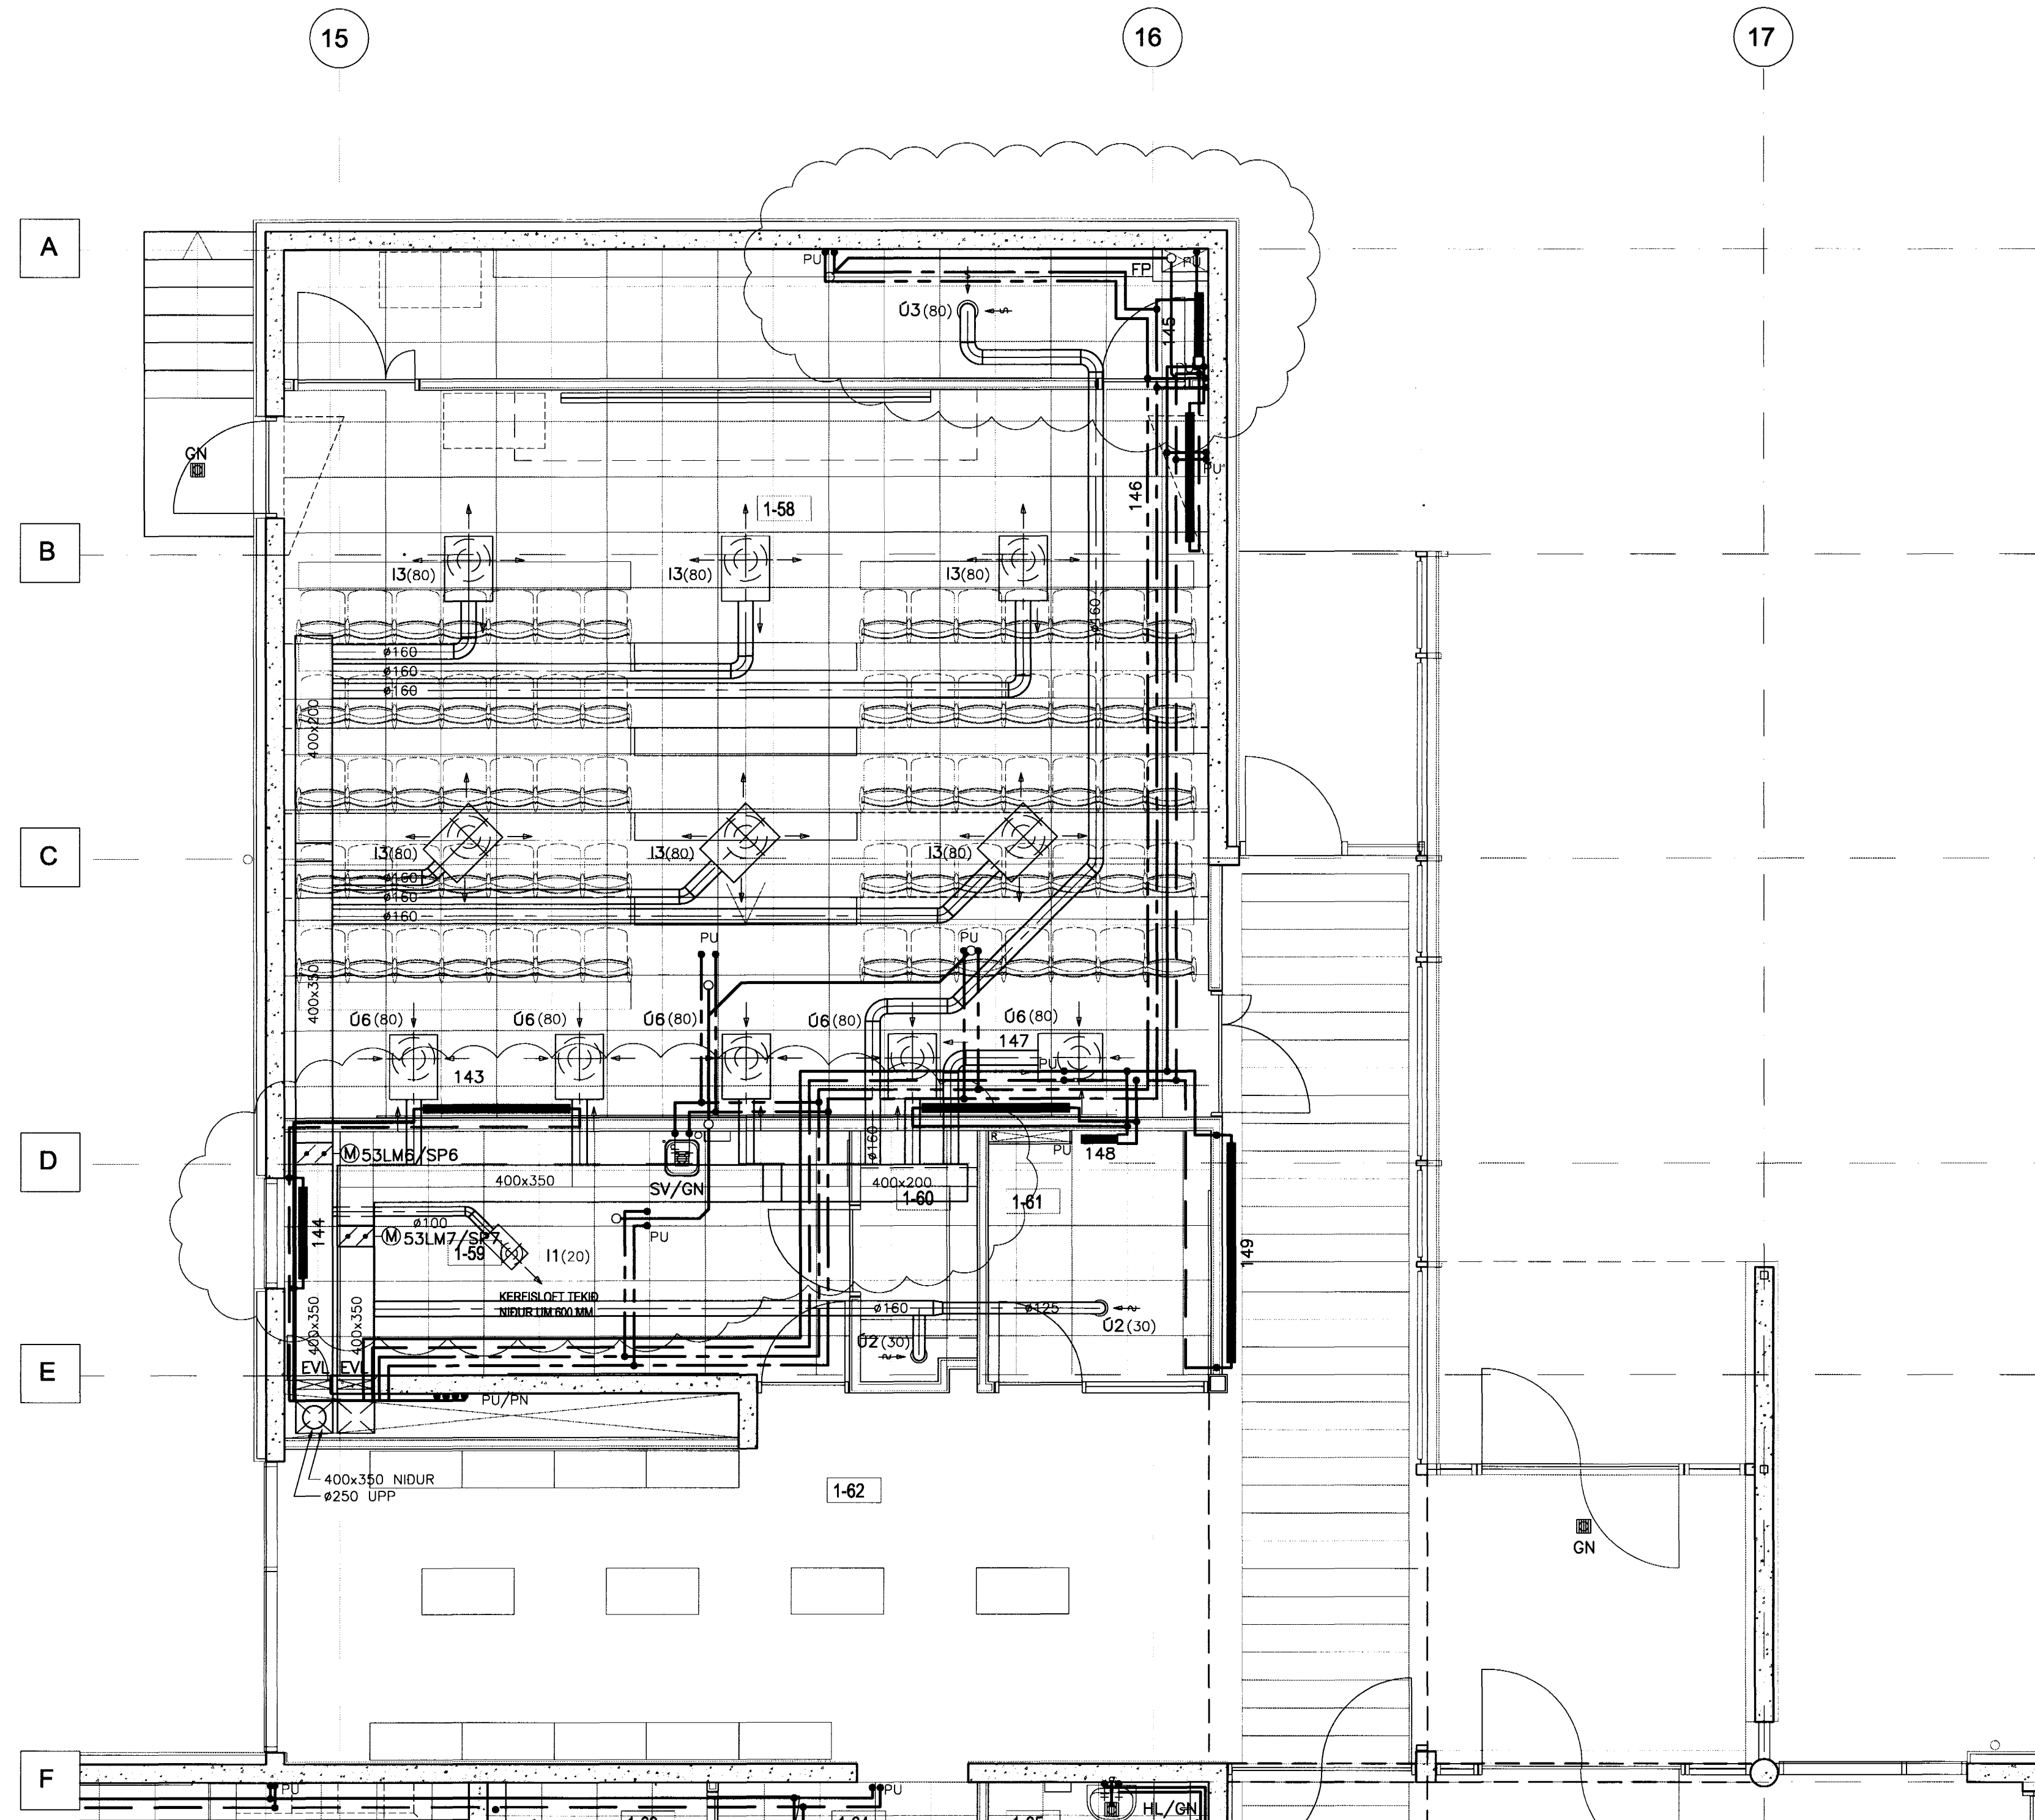 15
16
17
A
PU
FP
PU
Ú3(80)
145
GN
PU
146
1-58
B
I3(80)
I3(80)
I3(80)
ø160
ø160
ø160
ø160
400x200
C
I3(80)
I3(80)
I3(80)
ø160
ø160
ø160
PU
PU
400x350
Ú6(80)
Ú6(80)
Ú6(80)
Ú6(80)
Ú6(80)
147
PU
143
D
M 53LM6/SP6
ø160
R
PU
148
400x350
SV/GN
400x200
1-60
1-61
144
ø100
M 53LM7/SP7
1-59
I1(20)
PU
149
KERFISLOFT TEKIÐ
NIÐUR UM 600 MM
400x350
400x350
ø160
ø125
Ú2(30)
Ú2(30)
E
EVL
EVL
PU/PN
400x350 NIÐUR
ø250 UPP
1-62
GN
F
PU
PU
HL/GN